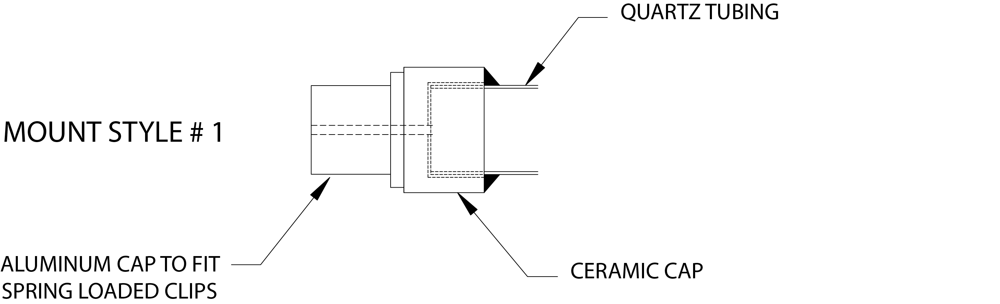 QUARTZ TUBING
MOUNT STYLE # 1
ALUMINUM CAP TO FIT
SPRING LOADED CLIPS
CERAMIC CAP